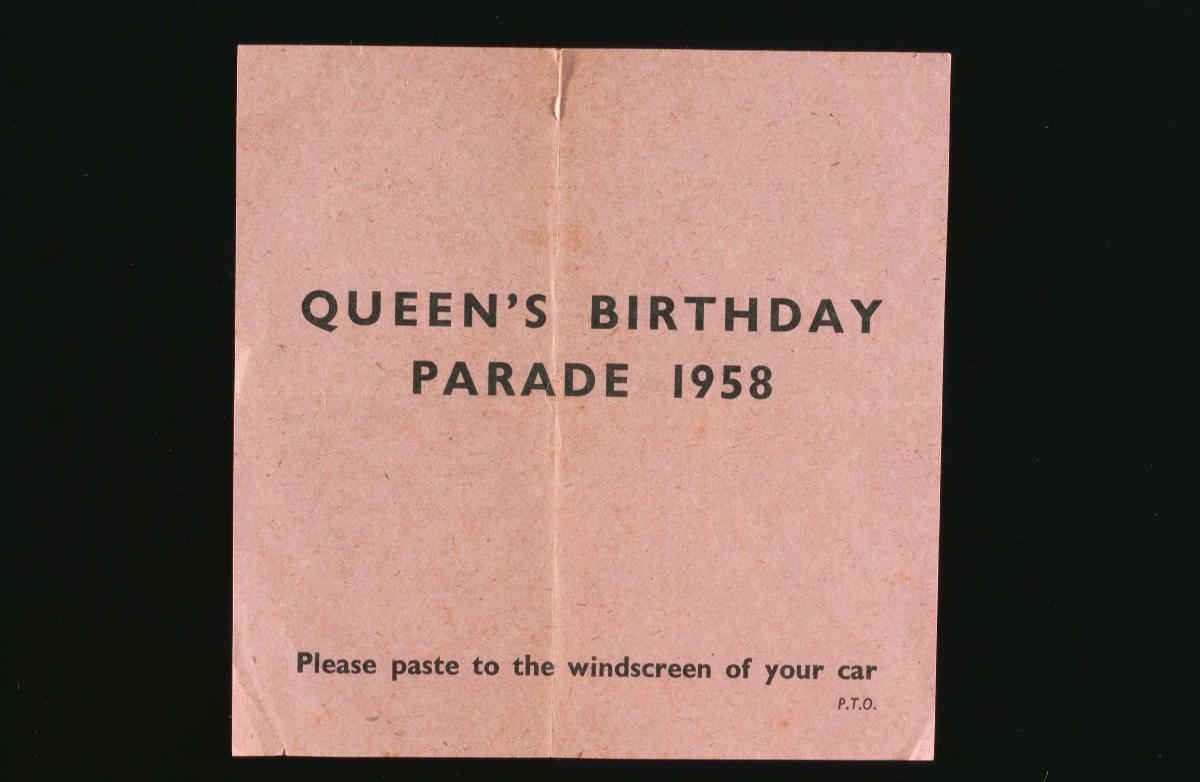 QUEEN’S BIRTHDAY
PARADE 1958
Please paste to the windscreen of your car
P.T.O.